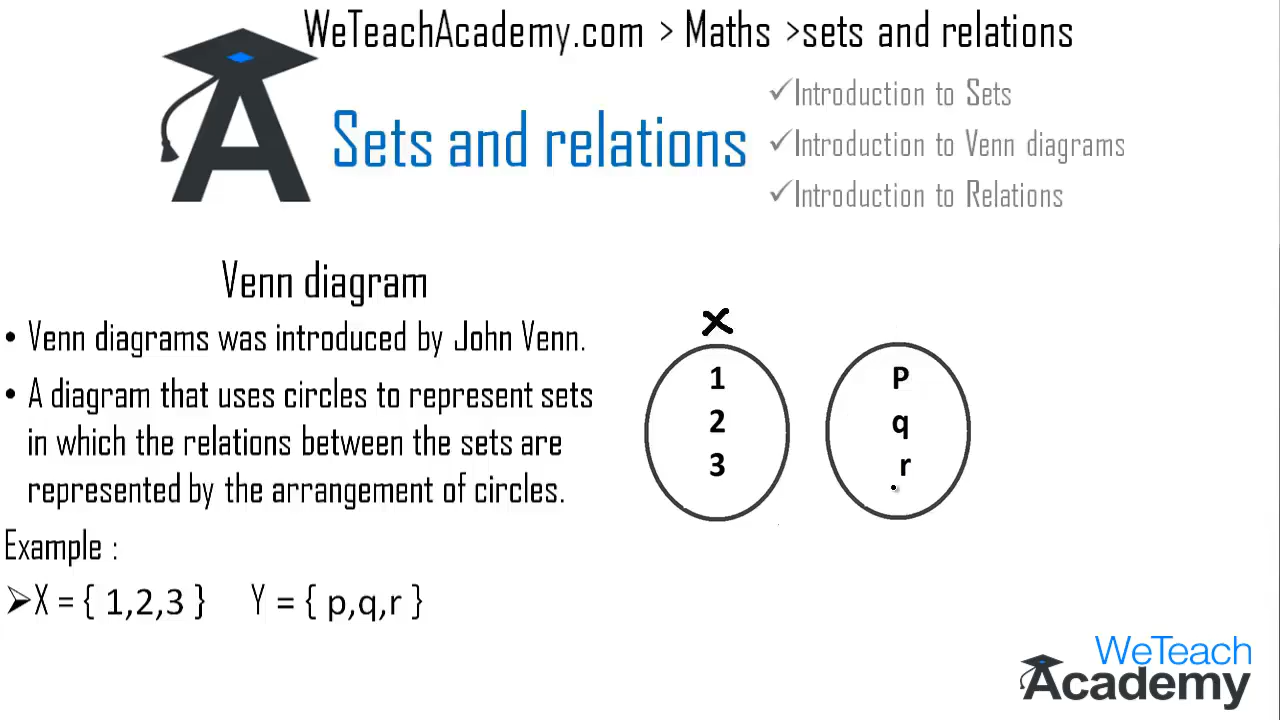 WeTeachAcademy.com > Maths >sets and relations
Sets and relations
✓Introduction to Sets
✓Introduction to Venn diagrams
✓Introduction to Relations
Venn diagram
• Venn diagrams was introduced by John Venn.
• A diagram that uses circles to represent sets
in which the relations between the sets are
represented by the arrangement of circles.
Example :
➢X = { 1,2,3 } Y = { p,q,r }
X
1
2
3
P
q
r
WeTeach
Academy